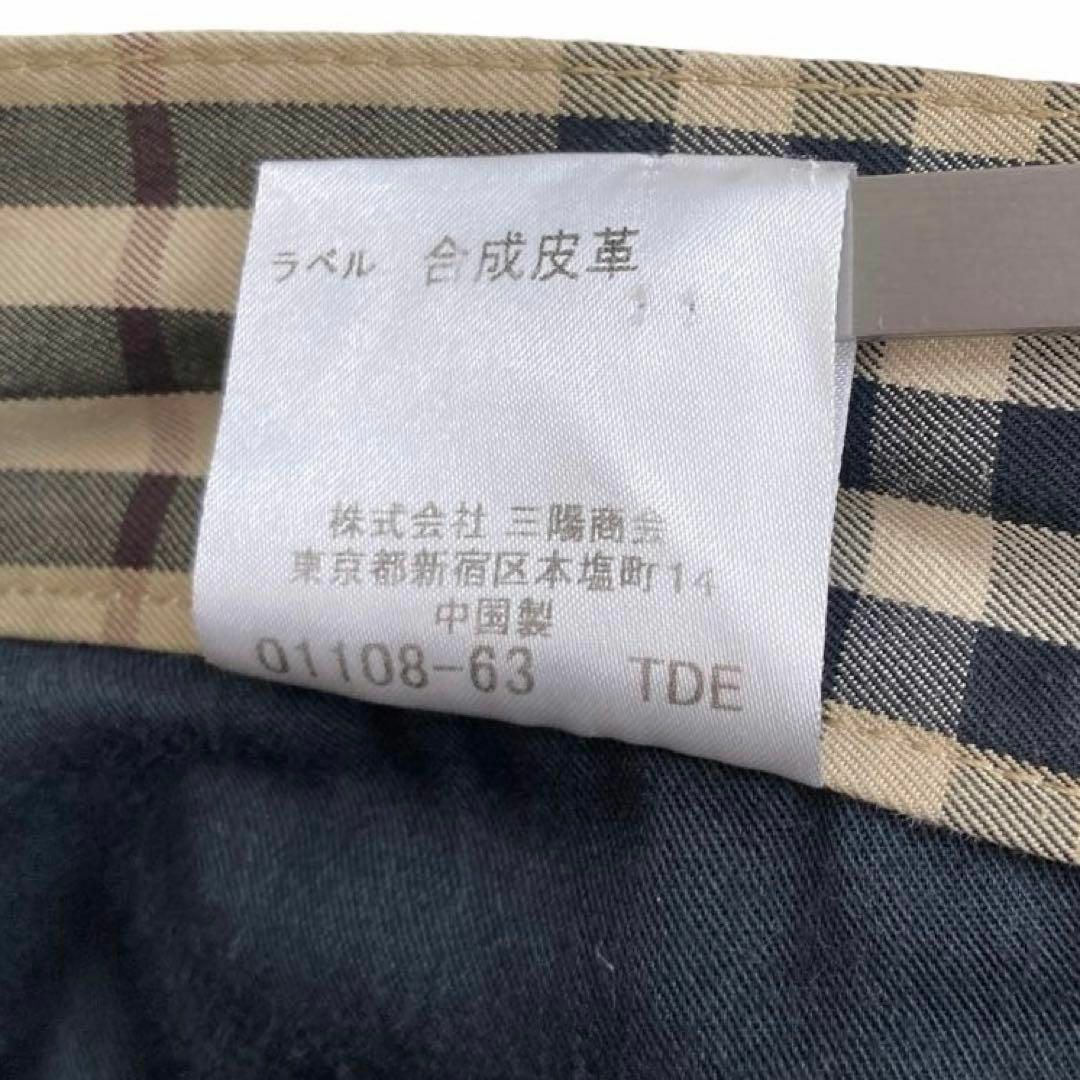 ラベル 合成皮革
株式会社 三陽商会
東京都新宿区本塩町14
中国製
01108-63 TDE